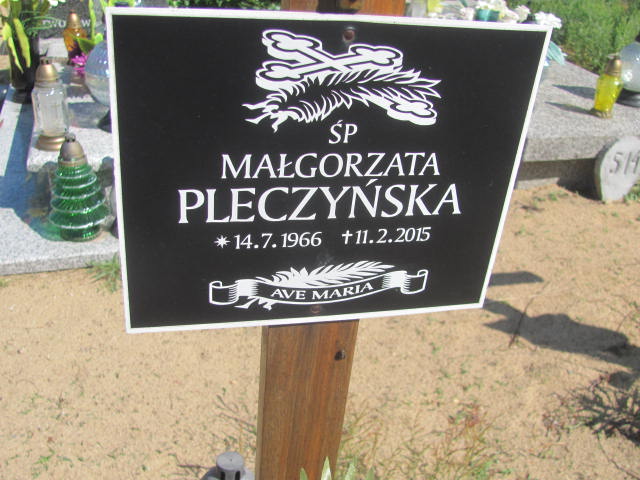 ŚP
MAŁGORZATA
PLECZYŃSKA
* 14.7.1966 †11.2.2015
AVE MARIA